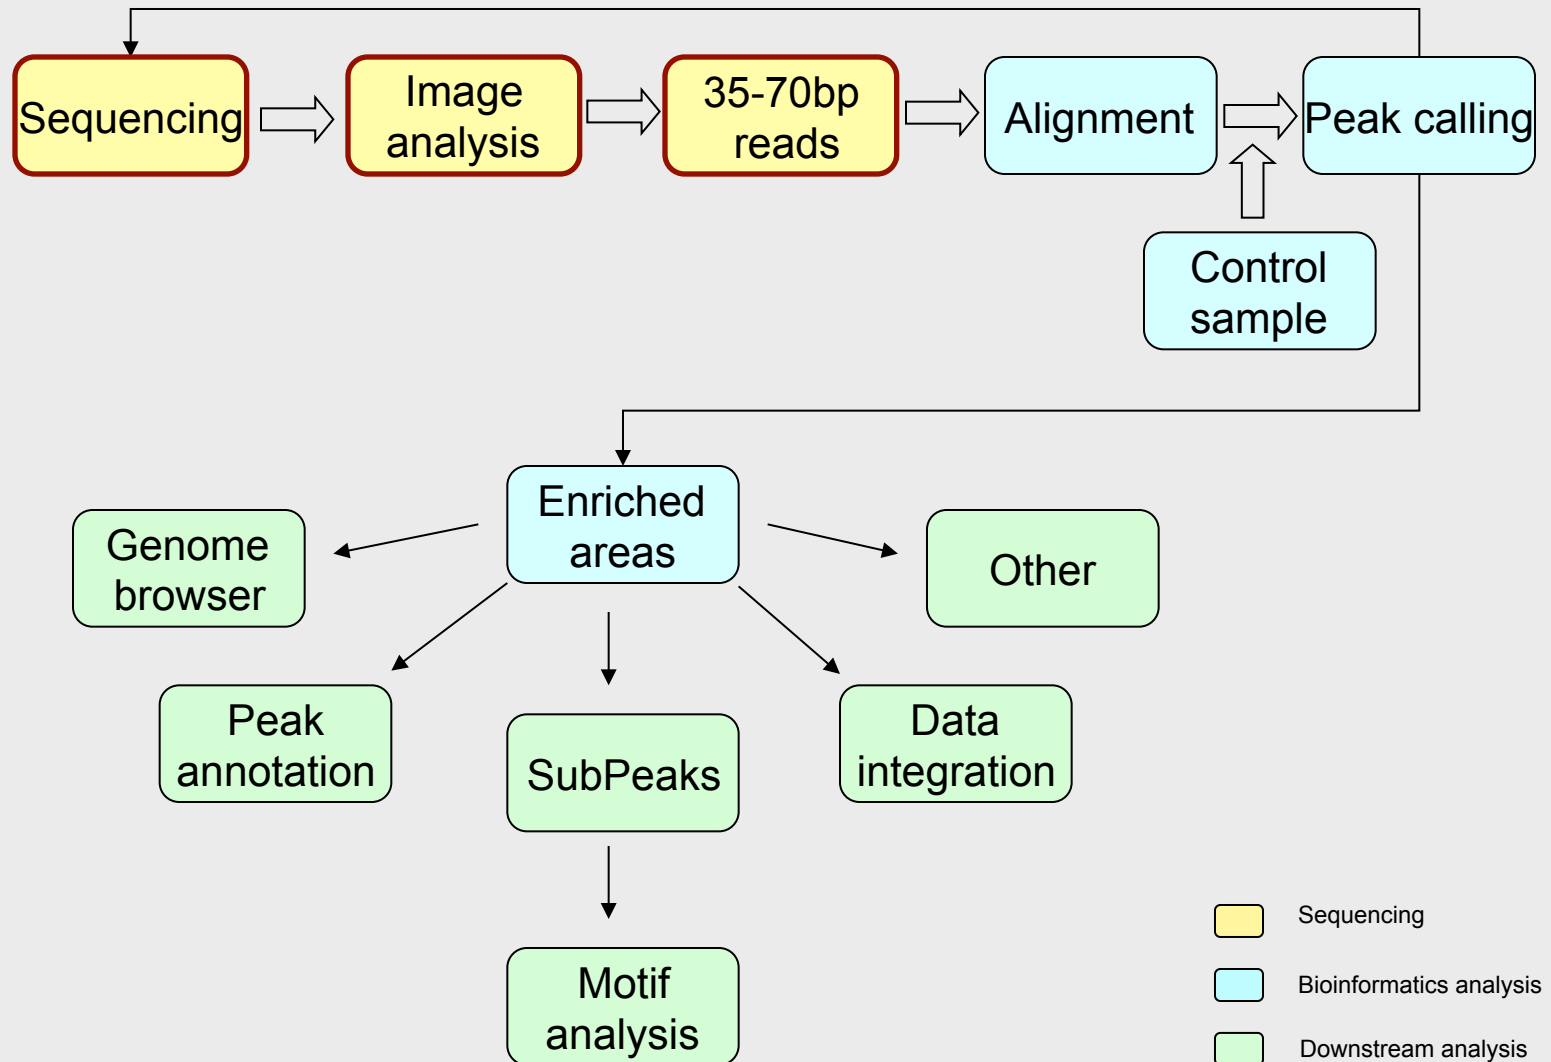 Sequencing
Image
analysis
35-70bp
reads
Alignment
Peak calling
Control
sample
Enriched
areas
Genome
browser
Other
Peak
annotation
SubPeaks
Data
integration
Motif
analysis
Sequencing
Bioinformatics analysis
Downstream analysis